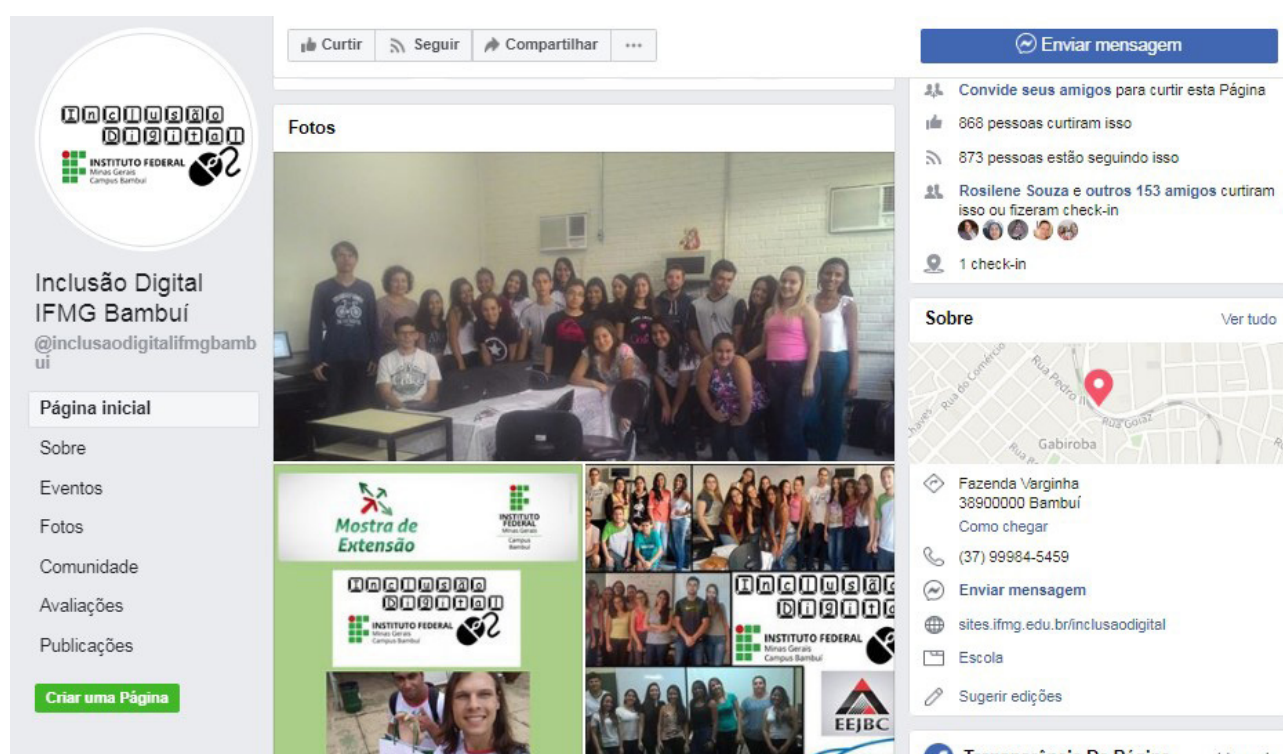 Curtir
Seguir
Compartilhar
Enviar mensagem
Inclusão
Digital
INSTITUTO FEDERAL
Minas Gerais
Campus Bambuí
Inclusão Digital
IFMG Bambuí
@inclusaodigitalifmgbamb
ui
Página inicial
Sobre
Eventos
Fotos
Comunidade
Avaliações
Publicações
Criar uma Página
Fotos
Mostra de
Extensão
INSTITUTO
FEDERAL
Minas Gerais
Campus
Bambuí
Inclusão
Digital
INSTITUTO FEDERAL
Minas Gerais
Campus Bambuí
Inclusão
Digita
INSTITUTO FEDERAL
Minas Gerais
Campus Bambuí
EEJBC
Convide seus amigos para curtir esta Página
868 pessoas curtiram isso
873 pessoas estão seguindo isso
Rosilene Souza e outros 153 amigos curtiram
isso ou fizeram check-in
1 check-in
Sobre
Ver tudo
Rua do Comércio
Rua Pedro II
Rua Goiaz
Gabiroba
Fazenda Varginha
38900000 Bambuí
Como chegar
(37) 99984-5459
Enviar mensagem
sites.ifmg.edu.br/inclusaodigital
Escola
Sugerir edições